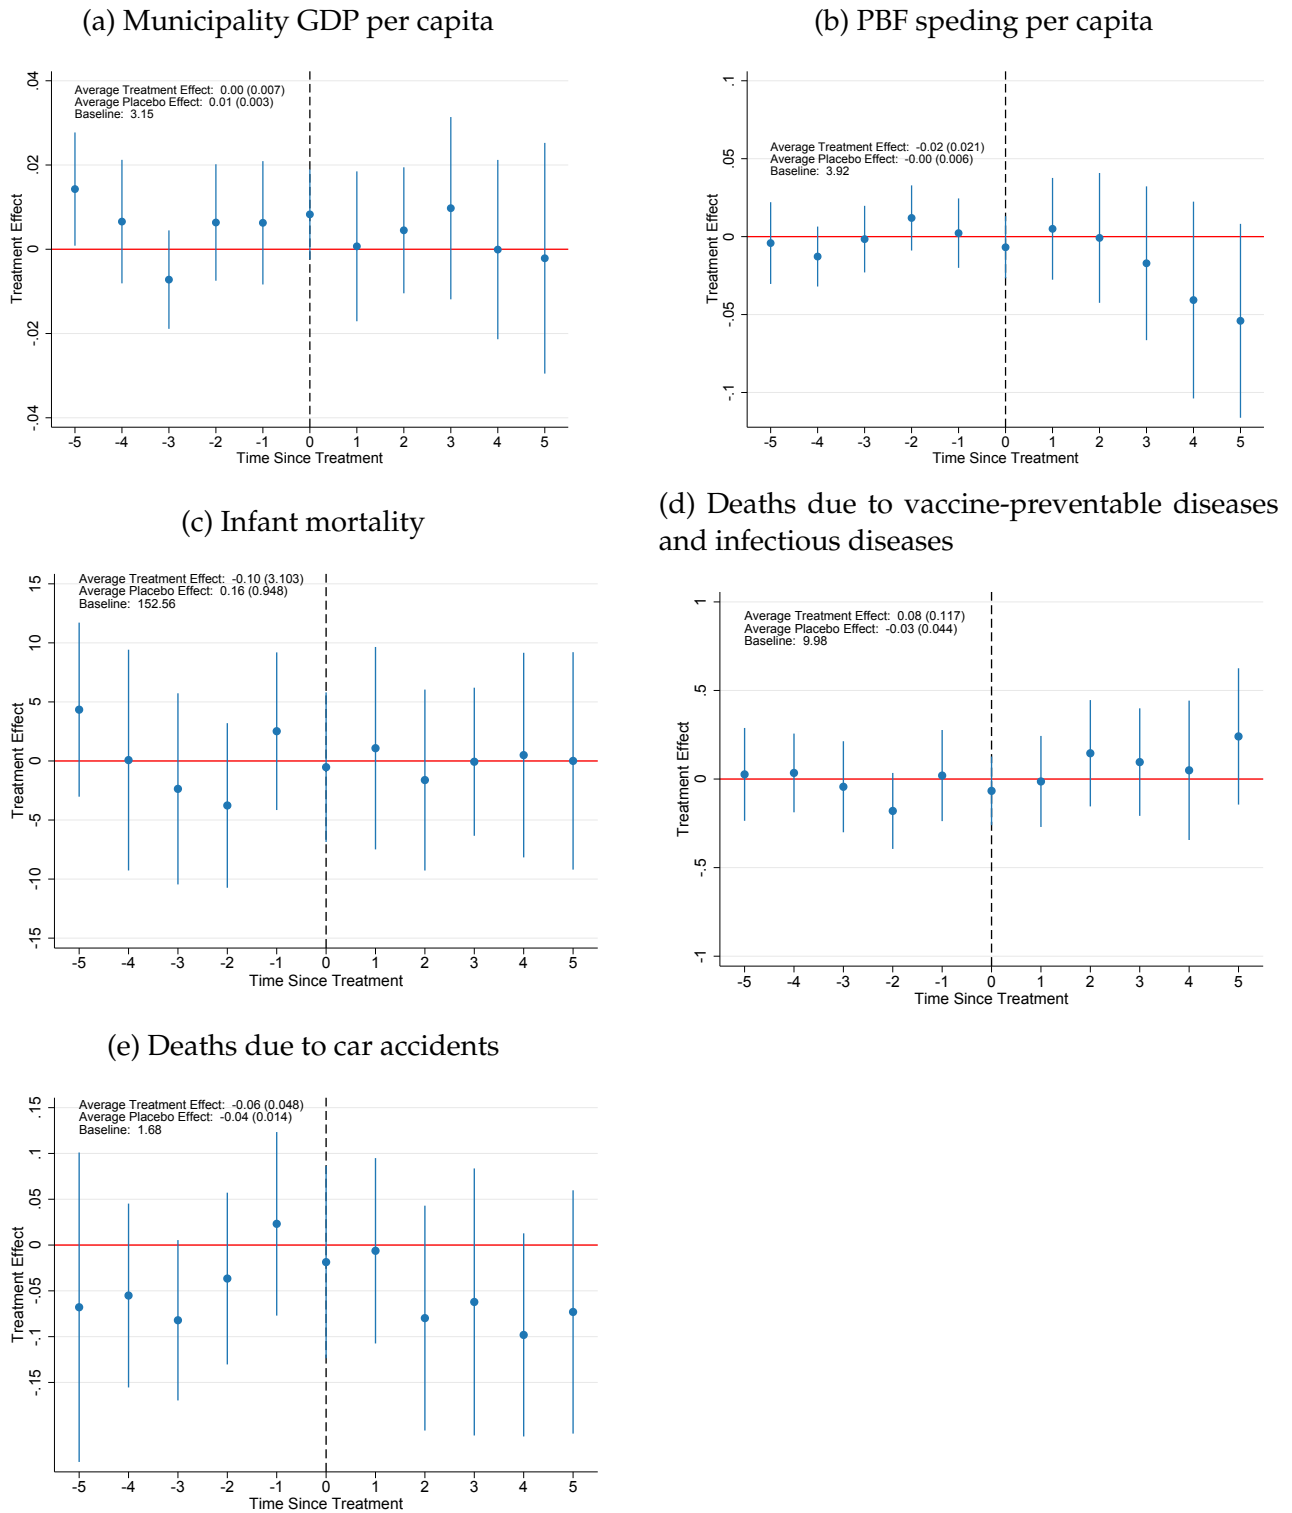 (a) Municipality GDP per capita
Average Treatment Effect: 0.00 (0.007)
Average Placebo Effect: 0.01 (0.003)
Baseline: 3.15
Treatment Effect
.04
.02
0
-.02
-.04
-5 -4 -3 -2 -1 0 1 2 3 4 5
Time Since Treatment
(b) PBF speding per capita
Average Treatment Effect: -0.02 (0.021)
Average Placebo Effect: -0.00 (0.006)
Baseline: 3.92
Treatment Effect
.1
.05
0
-.05
-.1
-5 -4 -3 -2 -1 0 1 2 3 4 5
Time Since Treatment
(c) Infant mortality
Average Treatment Effect: -0.10 (3.103)
Average Placebo Effect: 0.16 (0.948)
Baseline: 152.56
Treatment Effect
15
10
5
0
-5
-10
-15
-5 -4 -3 -2 -1 0 1 2 3 4 5
Time Since Treatment
(d) Deaths due to vaccine-preventable diseases
and infectious diseases
Average Treatment Effect: 0.08 (0.117)
Average Placebo Effect: -0.03 (0.044)
Baseline: 9.98
Treatment Effect
1
.5
0
-.5
-1
-5 -4 -3 -2 -1 0 1 2 3 4 5
Time Since Treatment
(e) Deaths due to car accidents
Average Treatment Effect: -0.06 (0.048)
Average Placebo Effect: -0.04 (0.014)
Baseline: 1.68
Treatment Effect
.15
.1
.05
0
-.05
-.1
-.15
-5 -4 -3 -2 -1 0 1 2 3 4 5
Time Since Treatment